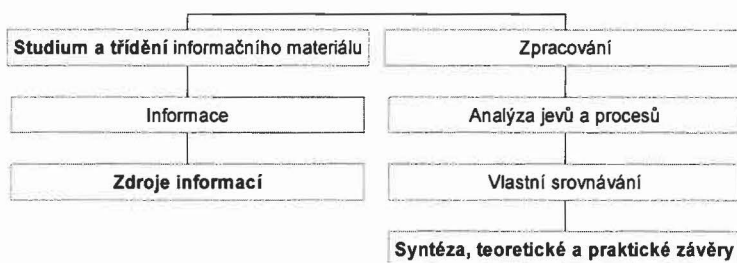 Studium a třídění informačního materiálu
Zpracování
Informace
Analýza jevů a procesů
Zdroje informací
Vlastní srovnávání
Syntéza, teoretické a praktické závěry